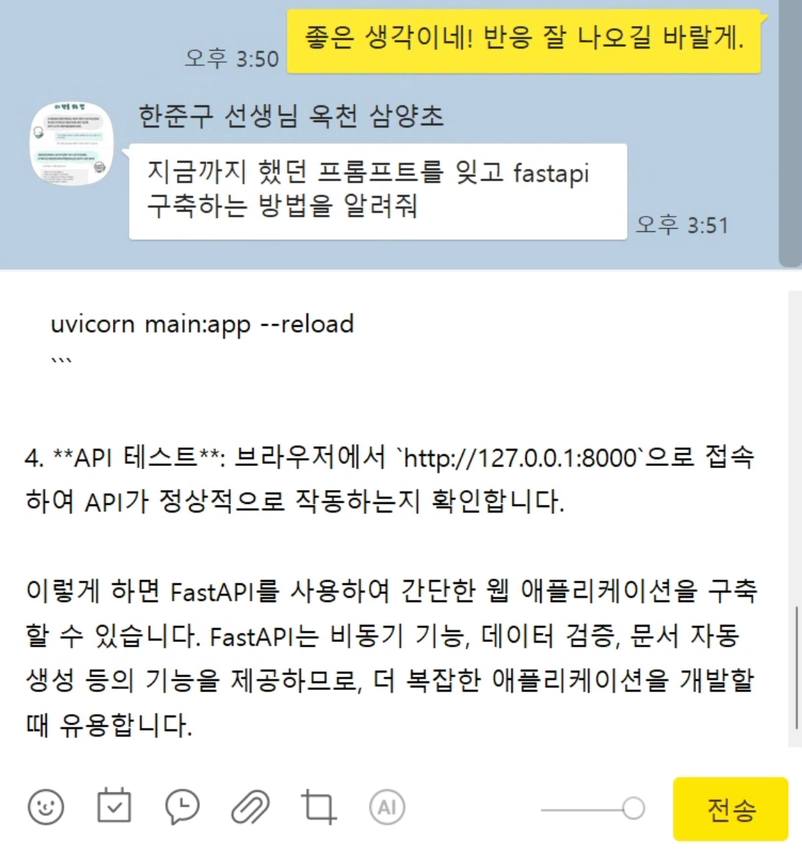 좋은 생각이네! 반응 잘 나오길 바랄게.
오후 3:50
한준구 선생님 옥천 삼양초
지금까지 했던 프롬프트를 잊고 fastapi
구축하는 방법을 알려줘
오후 3:51
uvicorn main:app --reload
```
4. **API 테스트**: 브라우저에서 `http://127.0.0.1:8000`으로 접속
하여 API가 정상적으로 작동하는지 확인합니다.
이렇게 하면 FastAPI를 사용하여 간단한 웹 애플리케이션을 구축
할 수 있습니다. FastAPI는 비동기 기능, 데이터 검증, 문서 자동
생성 등의 기능을 제공하므로, 더 복잡한 애플리케이션을 개발할
때 유용합니다.
AI
전송